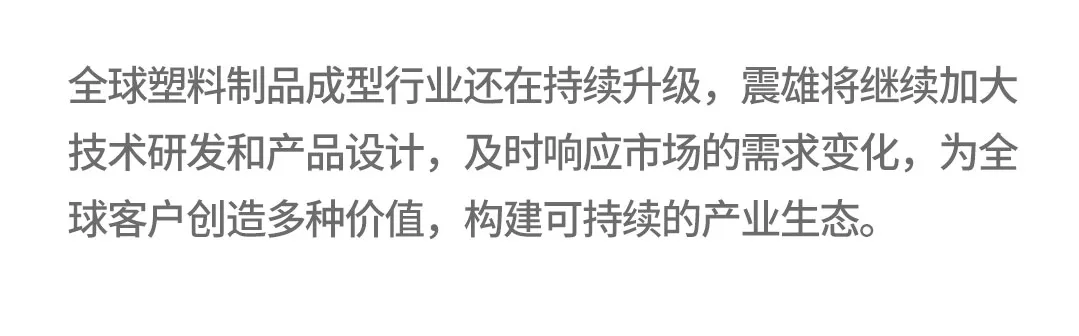 全球塑料制品成型行业还在持续升级，震雄将继续加大
技术研发和产品设计，及时响应市场的需求变化，为全
球客户创造多种价值，构建可持续的产业生态。